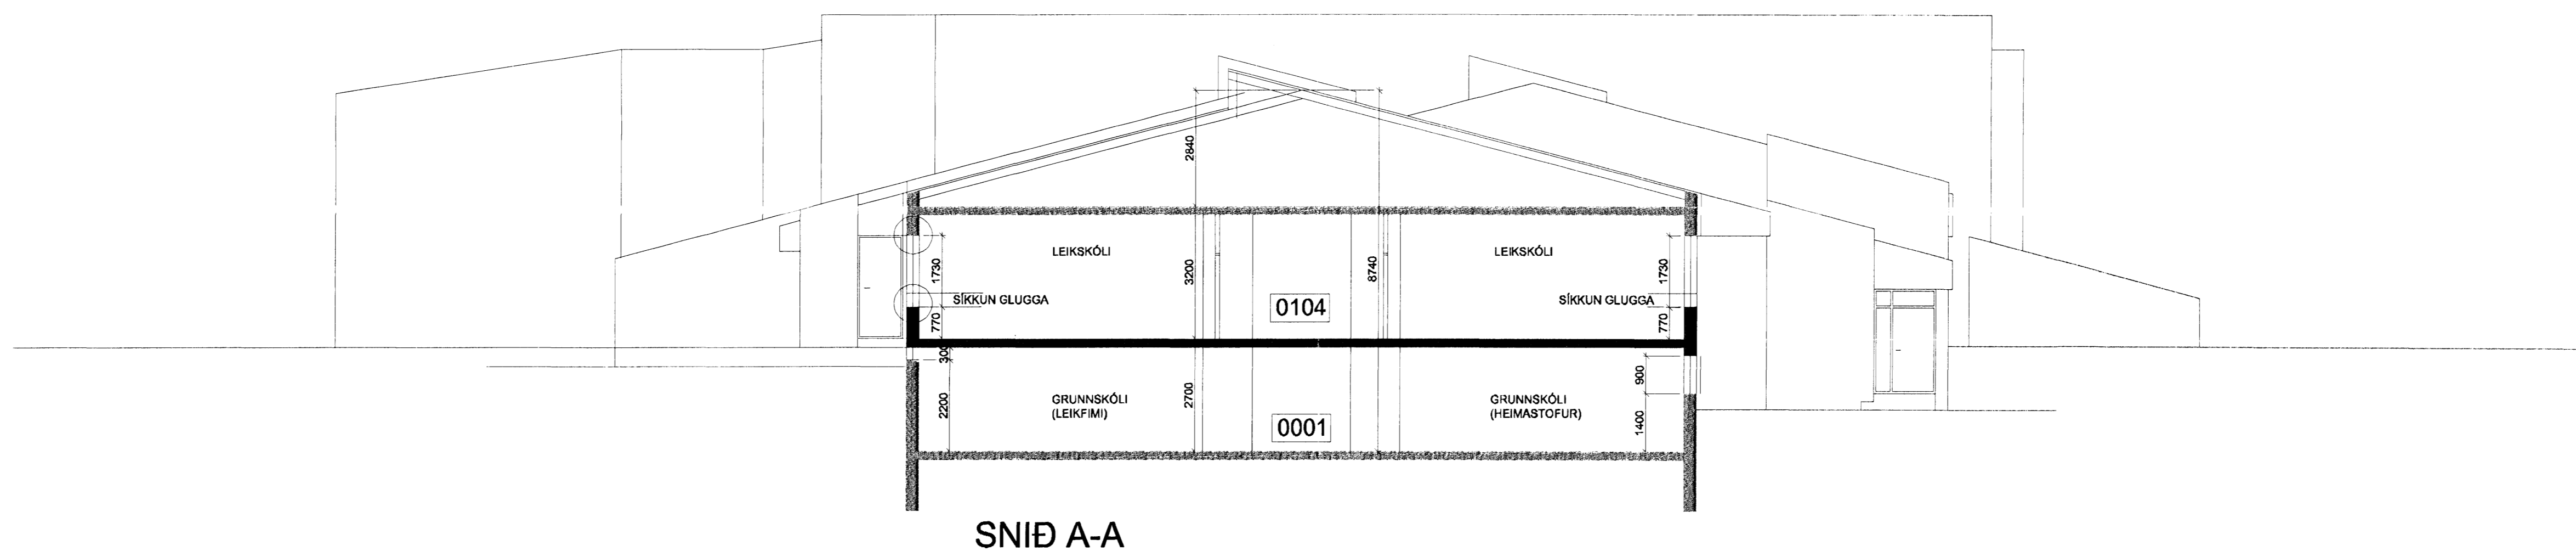 2840
LEIKSKÓLI
LEIKSKÓLI
1730
3200
8740
1730
SÍKKUN GLUGGA
0104
SÍKKUN GLUGGA
770
770
300
900
GRUNNSKÓLI
(LEIKFIMI)
GRUNNSKÓLI
(HEIMASTOFUR)
2200
2700
0001
1400
SNIÐ A-A